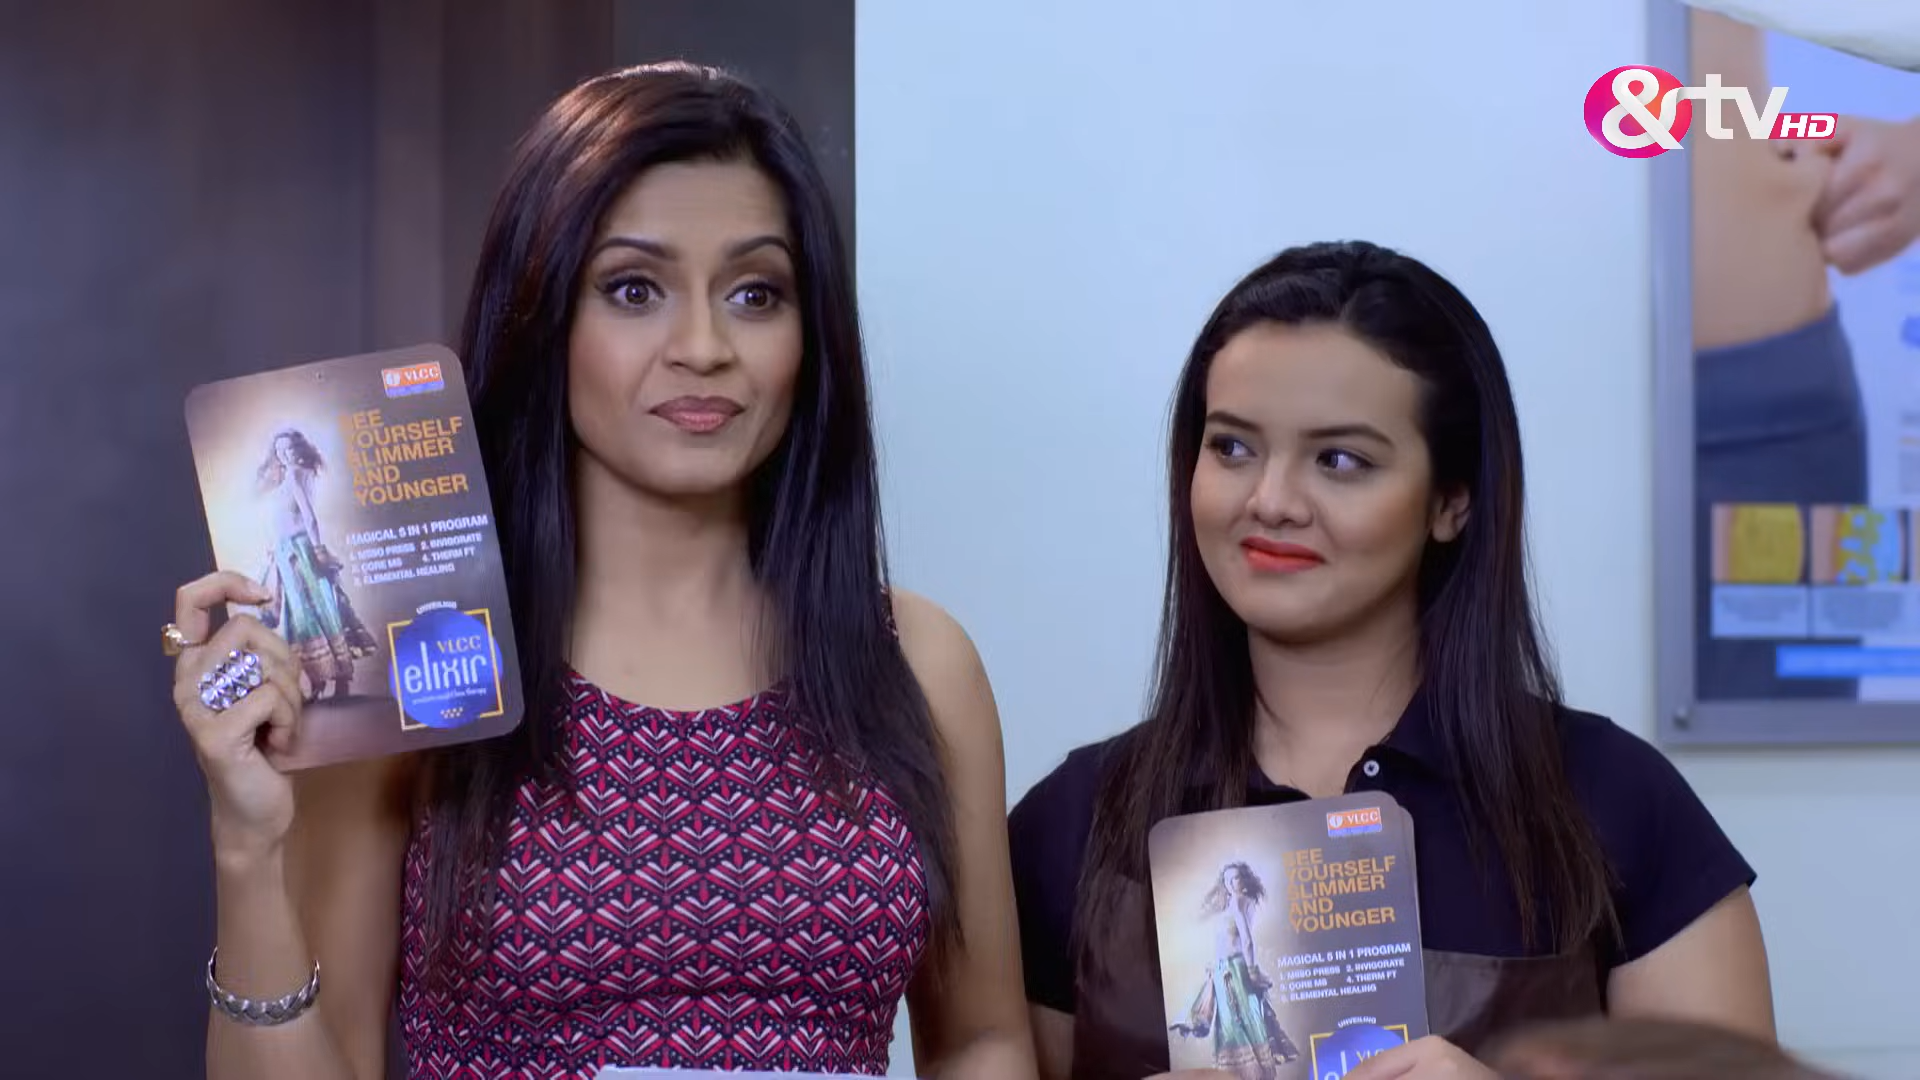 &tv HD
VLCC
SEE
YOURSELF
SLIMMER
AND
YOUNGER
MAGICAL 5 IN 1 PROGRAM
1. MISO PRESS 2. INVIGORATE
3. CORE MS 4. THERM FT
5. ELEMENTAL HEALING
UNVEILING
VLCC
elixir
VLCC
SEE
YOURSELF
SLIMMER
AND
YOUNGER
MAGICAL 5 IN 1 PROGRAM
1. MISO PRESS 2. INVIGORATE
3. CORE MS 4. THERM FT
5. ELEMENTAL HEALING
UNVEILING